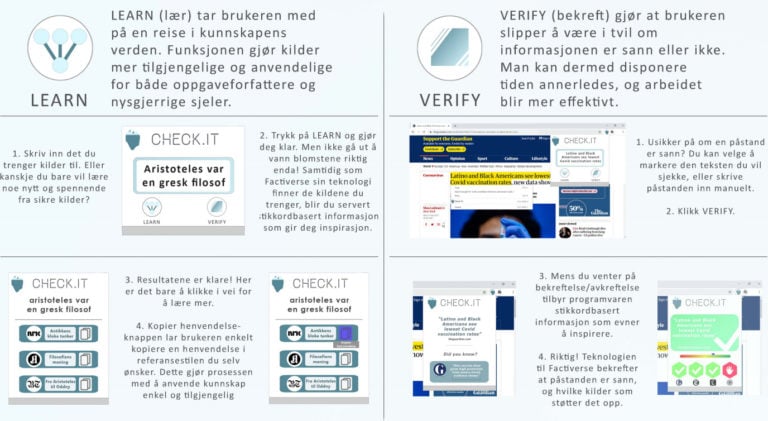 LEARN (lær) tar brukeren med
på en reise i kunnskapens
verden. Funksjonen gjør kilder
mer tilgjengelige og anvendelige
for både oppgaveforfattere og
nysgjerrige sjeler.
LEARN
1. Skriv inn det du
trenger kilder til. Eller
kanskje du bare vil lære
noe nytt og spennende
fra sikre kilder?
CHECK.IT
Aristoteles var
en gresk filosof
LEARN
VERIFY
2. Trykk på LEARN og gjør
deg klar. Men ikke gå ut å
vann blomstene riktig
enda! Samtidig som
Factiverse sin teknologi
finner de kildene du
trenger, blir du servert
stikkordbasert informasjon
som gir deg inspirasjon.
CHECK.IT
aristoteles var
en gresk filosof
NRK
Antikkens
kloke tanker
Filosofiens
mening
Fra Aristoteles
til Oddny
3. Resultatene er klare! Her
er det bare å klikke i vei for
å lære mer.
4. Kopier henvendelse-
knappen lar brukeren enkelt
kopiere en henvendelse i
referansestilen du selv
ønsker. Dette gjør prosessen
med å anvende kunnskap
enkel og tilgjengelig
CHECK.IT
aristoteles var
en gresk filosof
NRK
Antikkens
kloke tanker
Filosofiens
mening
Fra Aristoteles
til Oddny
VERIFY (bekreft) gjør at brukeren
slipper å være i tvil om
informasjonen er sann eller ikke.
Man kan dermed disponere
tiden annerledes, og arbeidet
blir mer effektivt.
VERIFY
Support the Guardian
News
Opinion
Sport
Culture
Lifestyle
Latino and Black Americans see lowest
Covid vaccination rates, new data show
50%
The
Guardian
CHECK.IT
"Latino and Black
Americans see lowest
Covid vaccination
rates"
LEARN
VERIFY
1. Usikker på om en påstand
er sann? Du kan velge å
markere den teksten du vil
sjekke, eller skrive
påstanden inn manuelt.
2. Klikk VERIFY.
CHECK.IT
"Latino and Black
Americans see
lowest Covid
vaccination rates"
theguardian.com
Did you know?
G
3. Mens du venter på
bekreftelse/avkreftelse
tilbyr programvaren
stikkordbasert
informasjon som evner
å inspirere.
4. Riktig! Teknologien
til Factiverse bekrefter
at påstanden er sann,
og hvilke kilder som
støtter det opp.
CHECK.IT
"Latino and Black
Americans see
lowest Covid
vaccination rates"